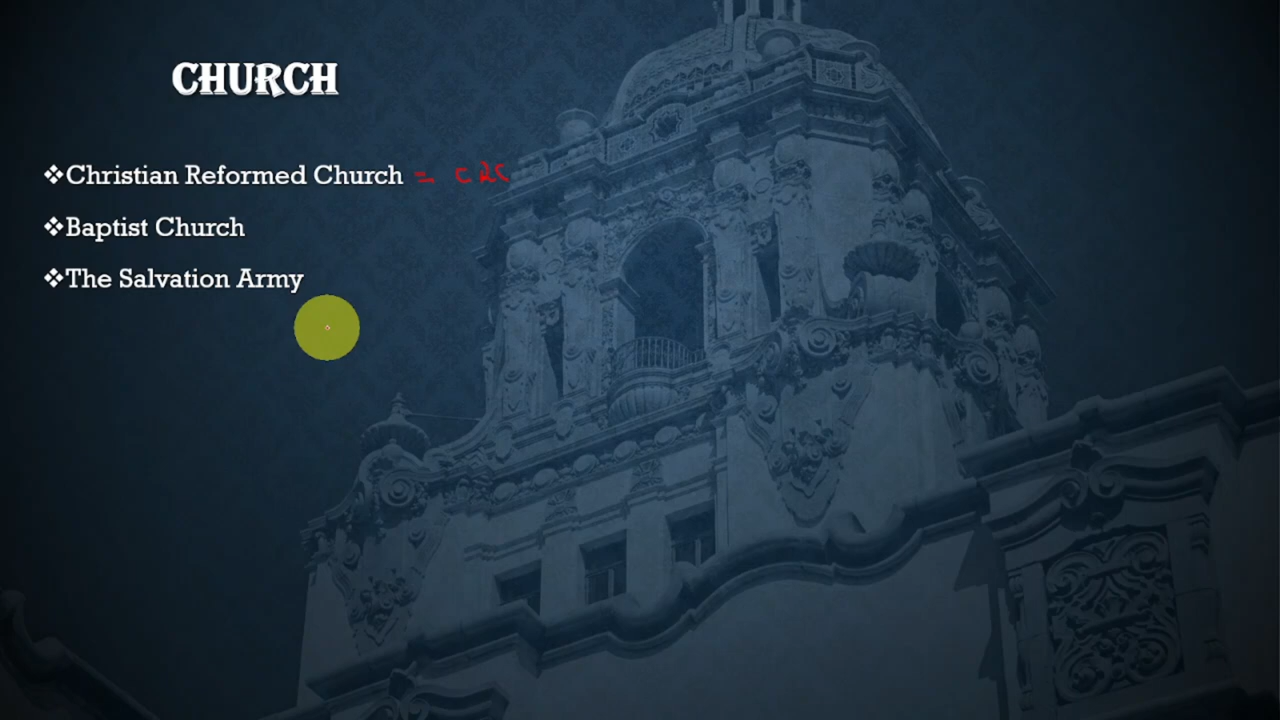 CHURCH
❖Christian Reformed Church = CRC
❖Baptist Church
❖The Salvation Army